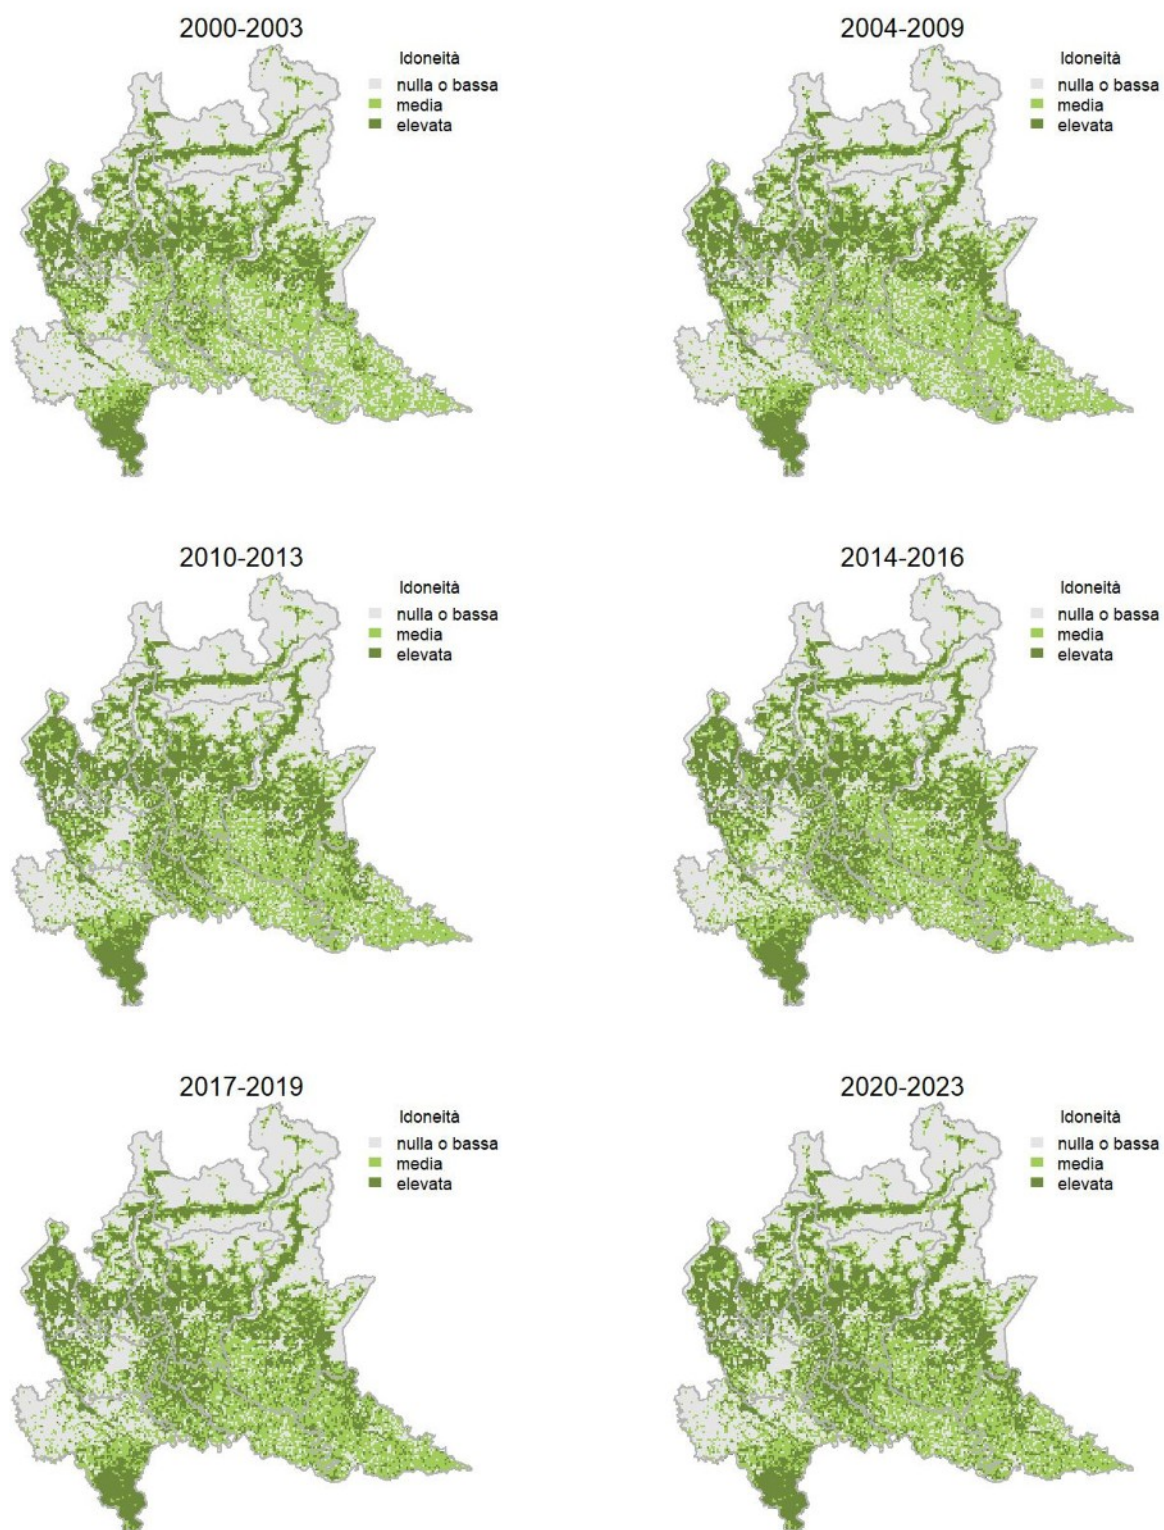 2000-2003
Idoneità
nulla o bassa
media
elevata
2004-2009
Idoneità
nulla o bassa
media
elevata
2010-2013
Idoneità
nulla o bassa
media
elevata
2014-2016
Idoneità
nulla o bassa
media
elevata
2017-2019
Idoneità
nulla o bassa
media
elevata
2020-2023
Idoneità
nulla o bassa
media
elevata